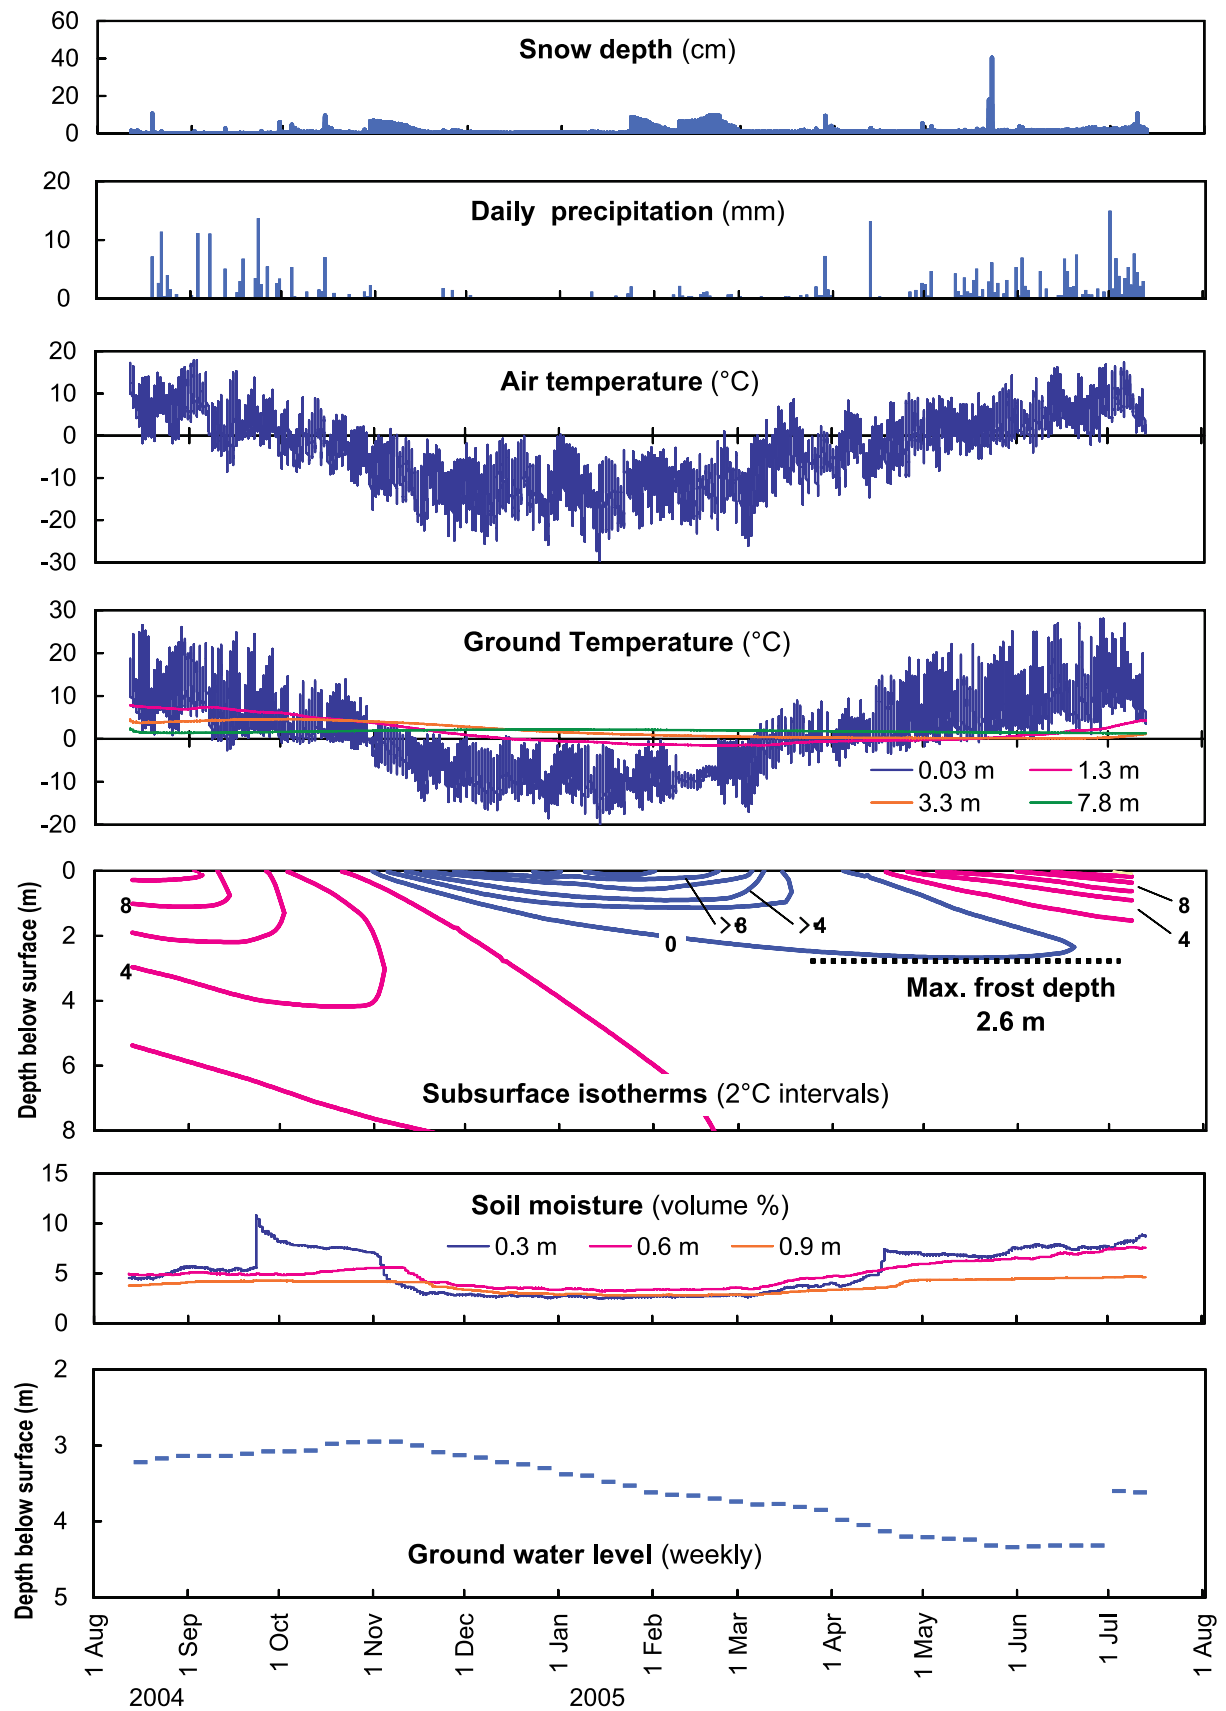 60
40
20
0
Snow depth (cm)
20
10
0
Daily precipitation (mm)
20
10
0
-10
-20
-30
Air temperature (°C)
30
20
10
0
-10
-20
Ground Temperature (°C)
0.03 m
1.3 m
3.3 m
7.8 m
Depth below surface (m)
0
2
4
6
8
8
4
0
>-8
>-4
8
4
Max. frost depth
2.6 m
Subsurface isotherms (2°C intervals)
15
10
5
0
Soil moisture (volume %)
0.3 m
0.6 m
0.9 m
Depth below surface (m)
2
3
4
5
Ground water level (weekly)
1 Aug
1 Sep
1 Oct
1 Nov
1 Dec
1 Jan
1 Feb
1 Mar
1 Apr
1 May
1 Jun
1 Jul
1 Aug
2004
2005